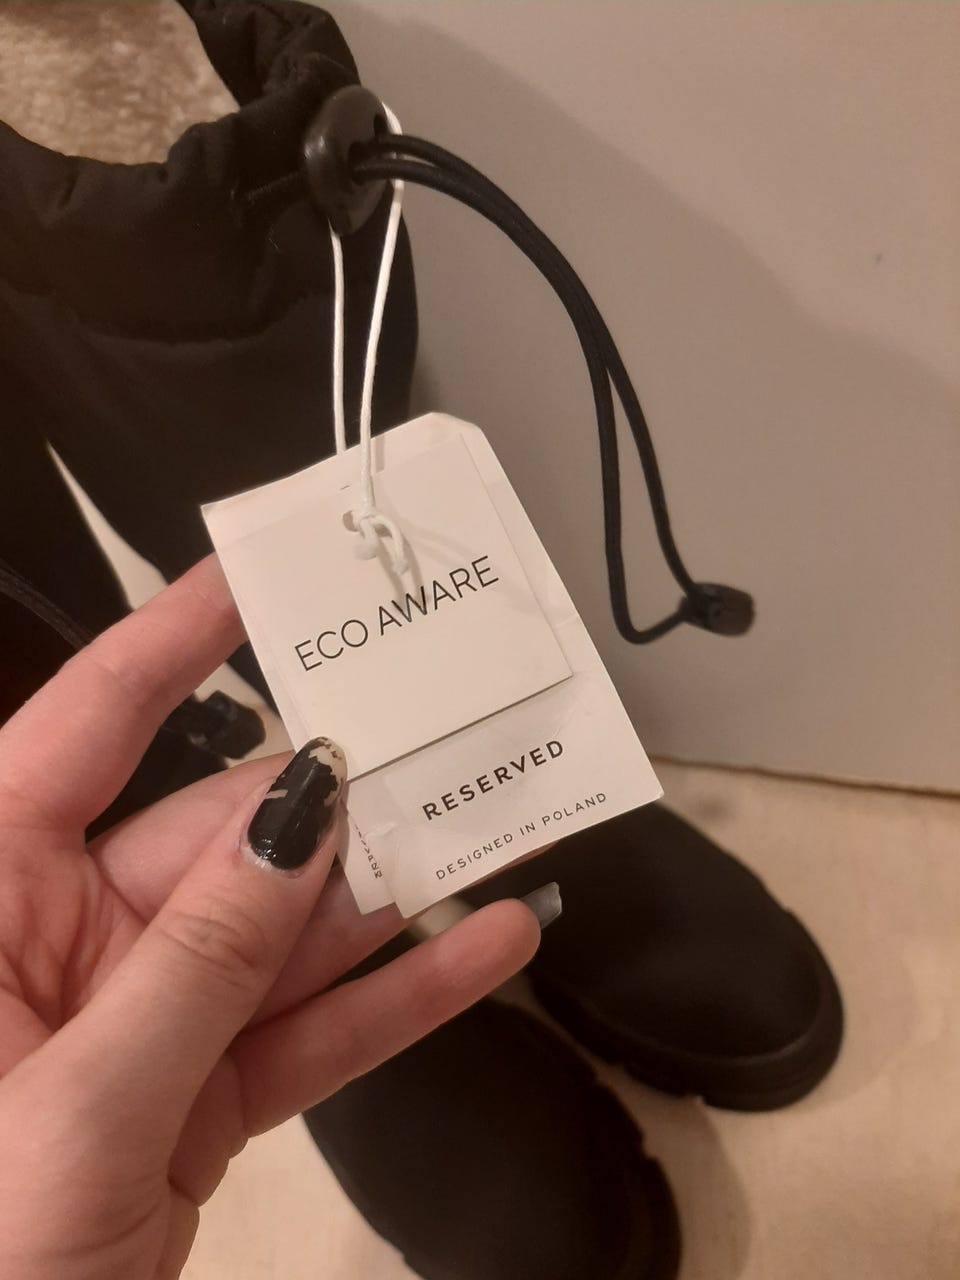 ECO AWARE
RESERVED
DESIGNED IN POLAND